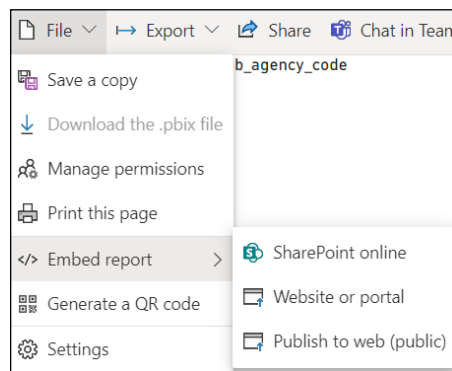 File Export Share Chat in Team
b_agency_code
Save a copy
Download the .pbix file
Manage permissions
Print this page
Embed report
SharePoint online
Generate a QR code
Website or portal
Publish to web (public)
Settings